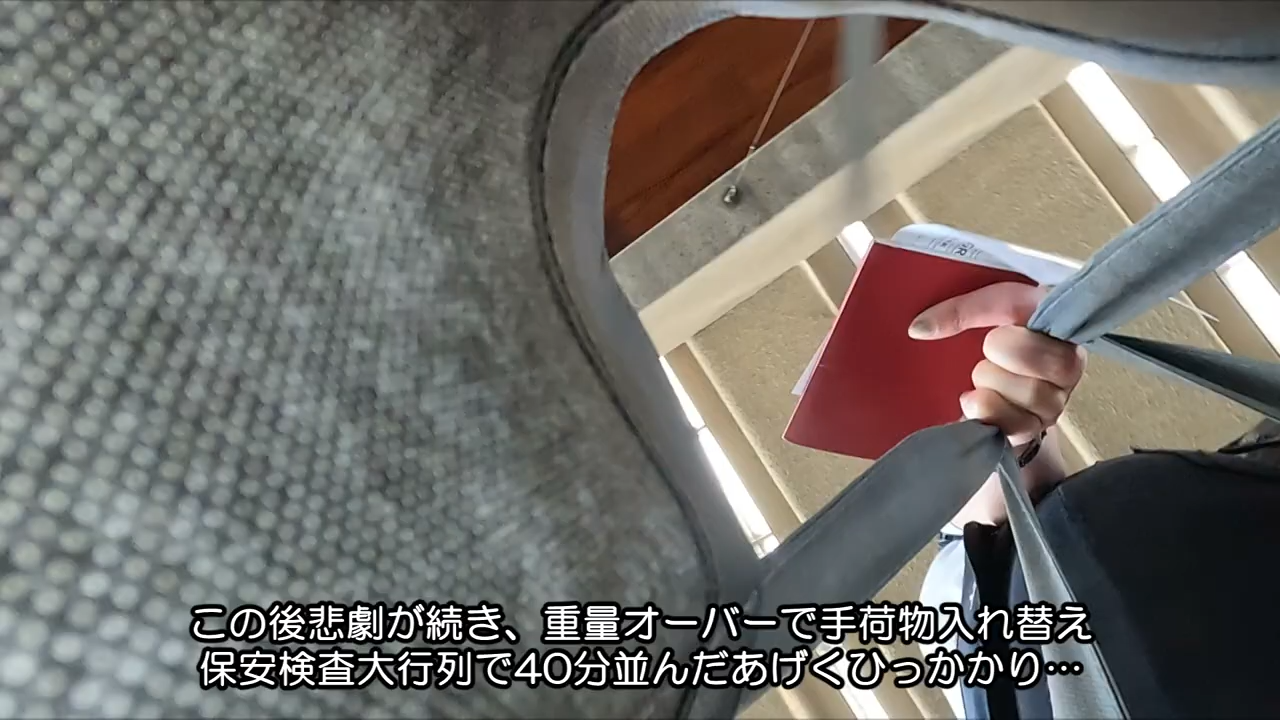 この後悲劇が続き、重量オーバーで手荷物入れ替え
保安検査大行列で40分並んだあげくひっかかり…